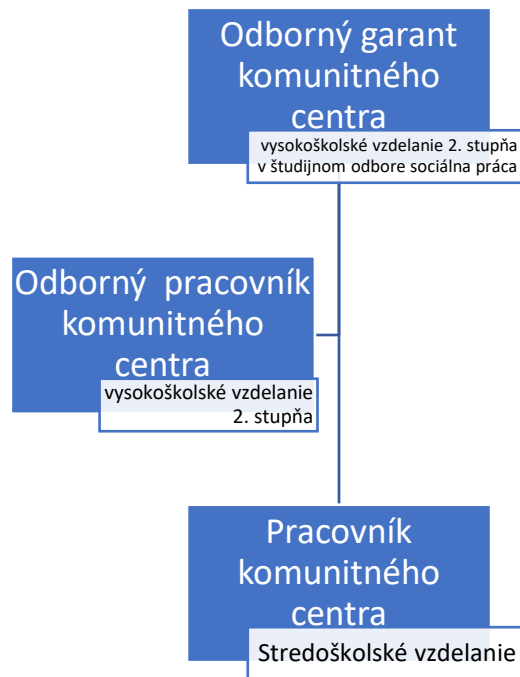 Odborný garant
komunitného
centra
vysokoškolské vzdelanie 2. stupňa
v študijnom odbore sociálna práca
Odborný pracovník
komunitného
centra
vysokoškolské vzdelanie
2. stupňa
Pracovník
komunitného
centra
Stredoškolské vzdelanie